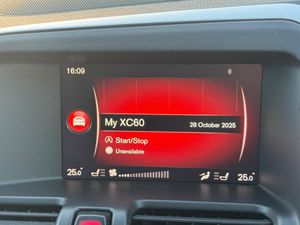 16:09
My XC60
28 October 2025
Start/Stop
Unavailable
25.0° 25.0°